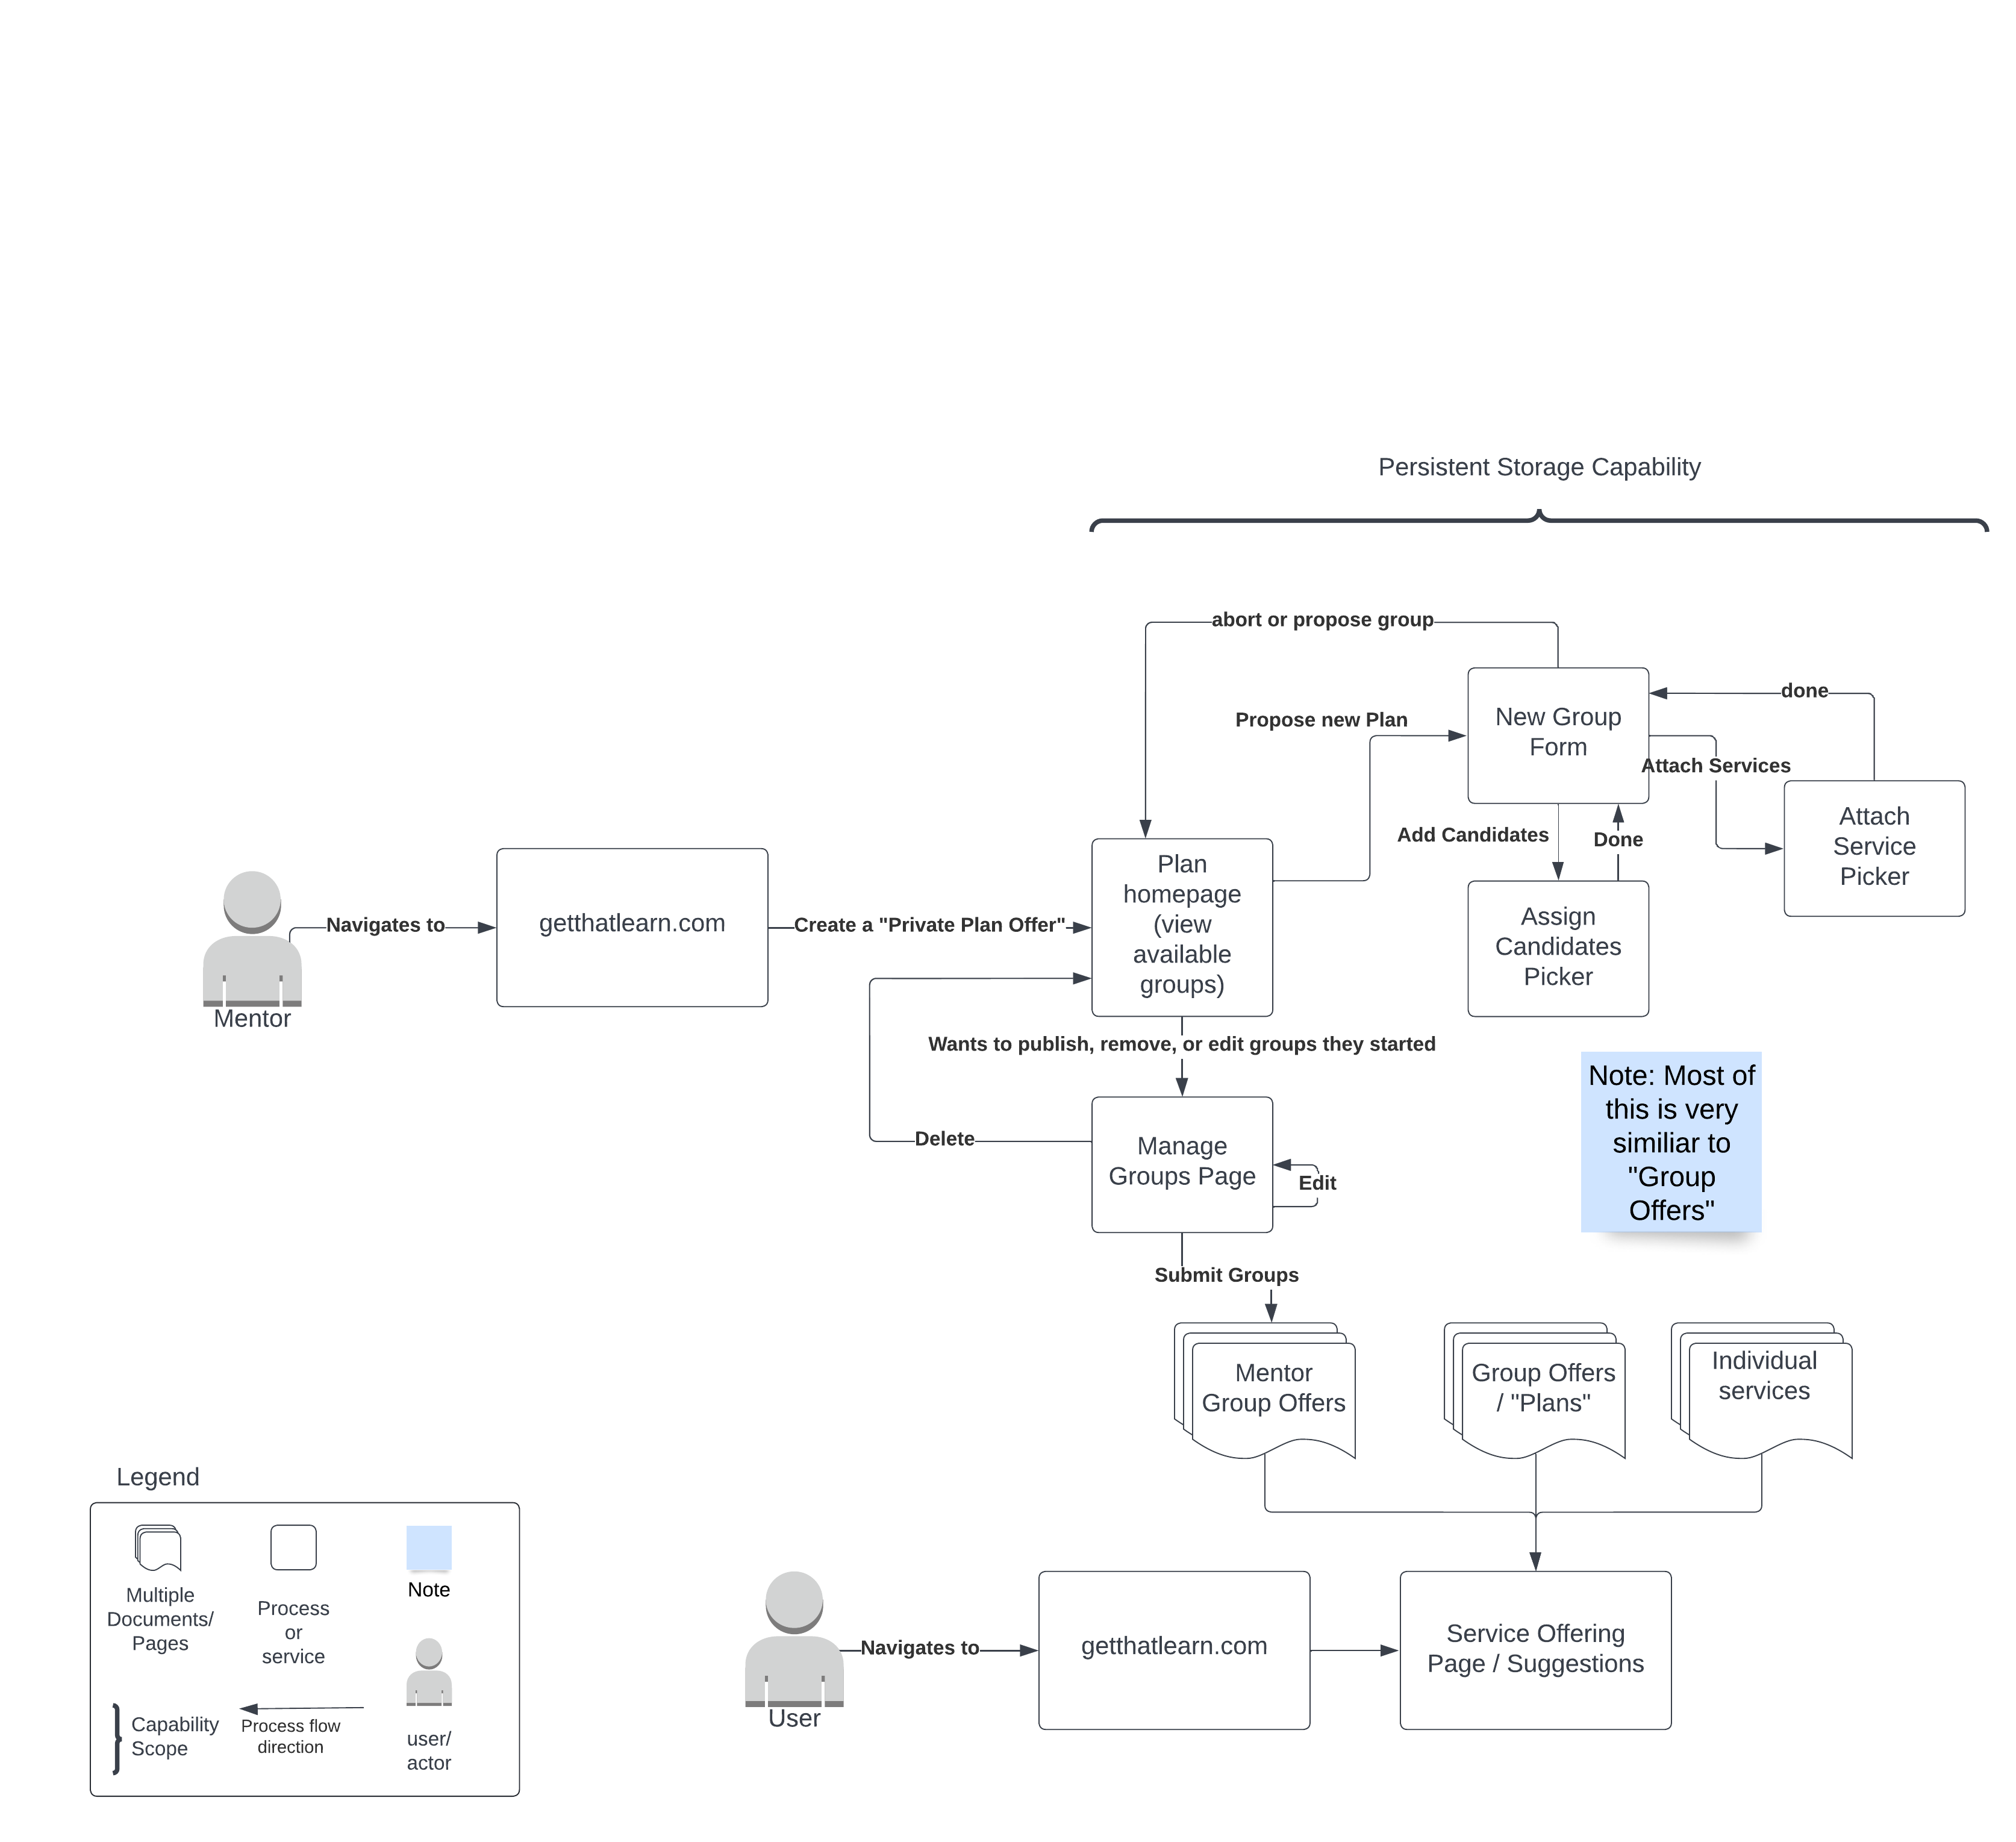 Persistent Storage Capability
abort or propose group
done
Propose new Plan
New Group
Form
Attach Services
Add Candidates
Done
Attach
Service
Picker
Plan
homepage
(view
available
groups)
Assign
Candidates
Picker
Navigates to
getthatlearn.com
Create a "Private Plan Offer"
Mentor
Wants to publish, remove, or edit groups they started
Note: Most of
this is very
similiar to
"Group
Offers"
Delete
Manage
Groups Page
Edit
Submit Groups
Mentor
Group Offers
Group Offers
/ "Plans"
Individual
services
Legend
Multiple
Documents/
Pages
Process
or
service
Note
Capability
Scope
Process flow
direction
user/
actor
Navigates to
getthatlearn.com
Service Offering
Page / Suggestions
User